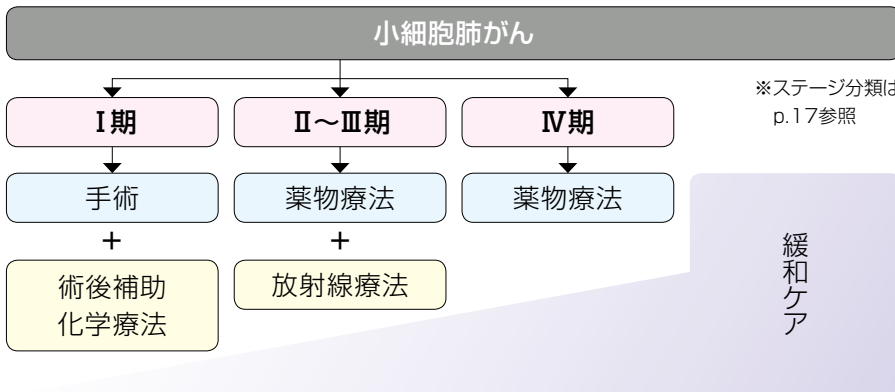 小細胞肺がん
※ステージ分類は
p.17参照
Ⅰ期
Ⅱ～Ⅲ期
Ⅳ期
手術
薬物療法
薬物療法
+
+
術後補助
化学療法
放射線療法
緩和ケア